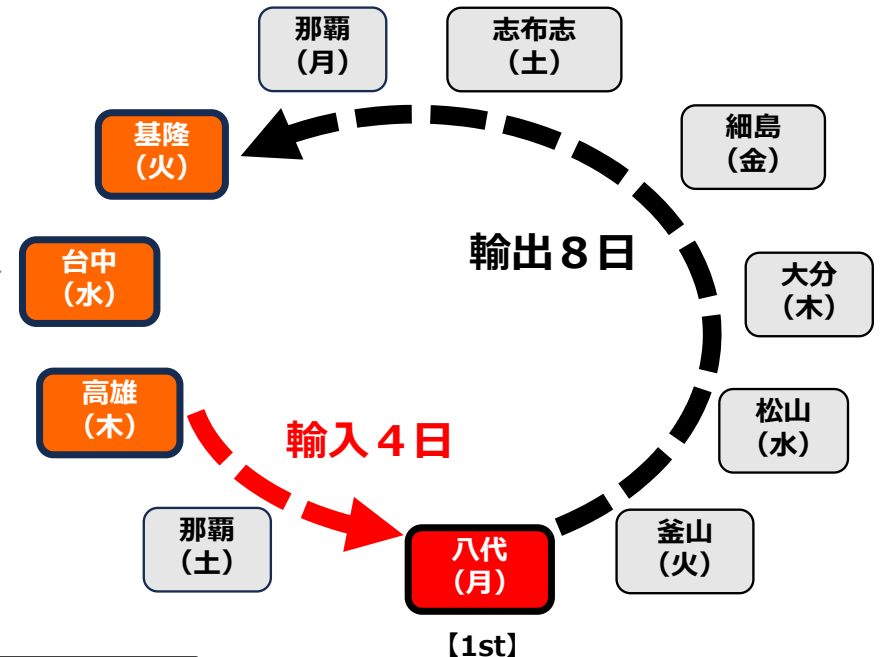 那覇
（月）
志布志
（土）
基隆
（火）
細島
（金）
輸出８日
台中
（水）
大分
（木）
高雄
（木）
輸入４日
松山
（水）
那覇
（土）
八代
（月）
釜山
（火）
【1st】